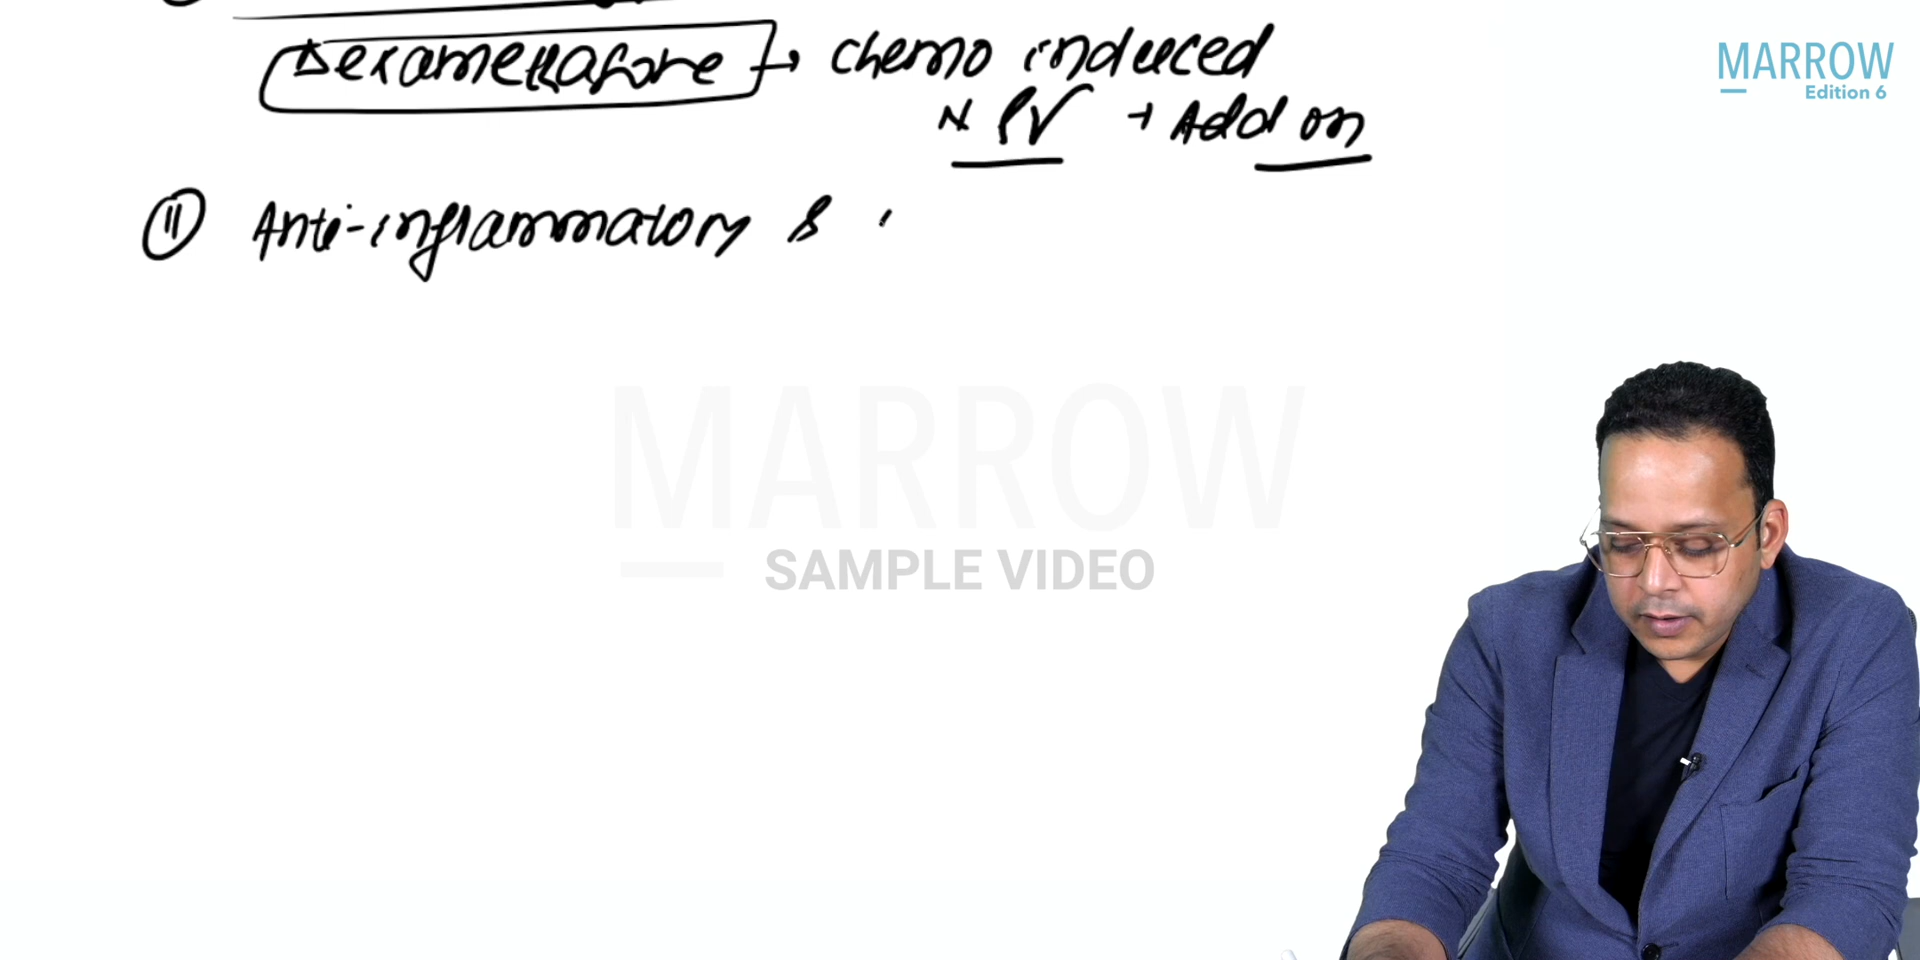 MARROW
Edition 6
Dexamethasone → Chemo induced
N & V → Add on
11 Anti-inflammatory &
MARROW
SAMPLE VIDEO